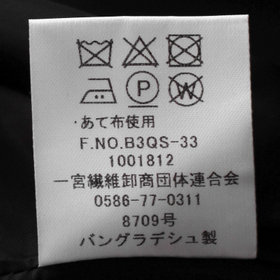 P W
・あて布使用
F.NO.B3QS-33
1001812
一宮繊維卸商団体連合会
0586-77-0311
8709号
バングラデシュ製